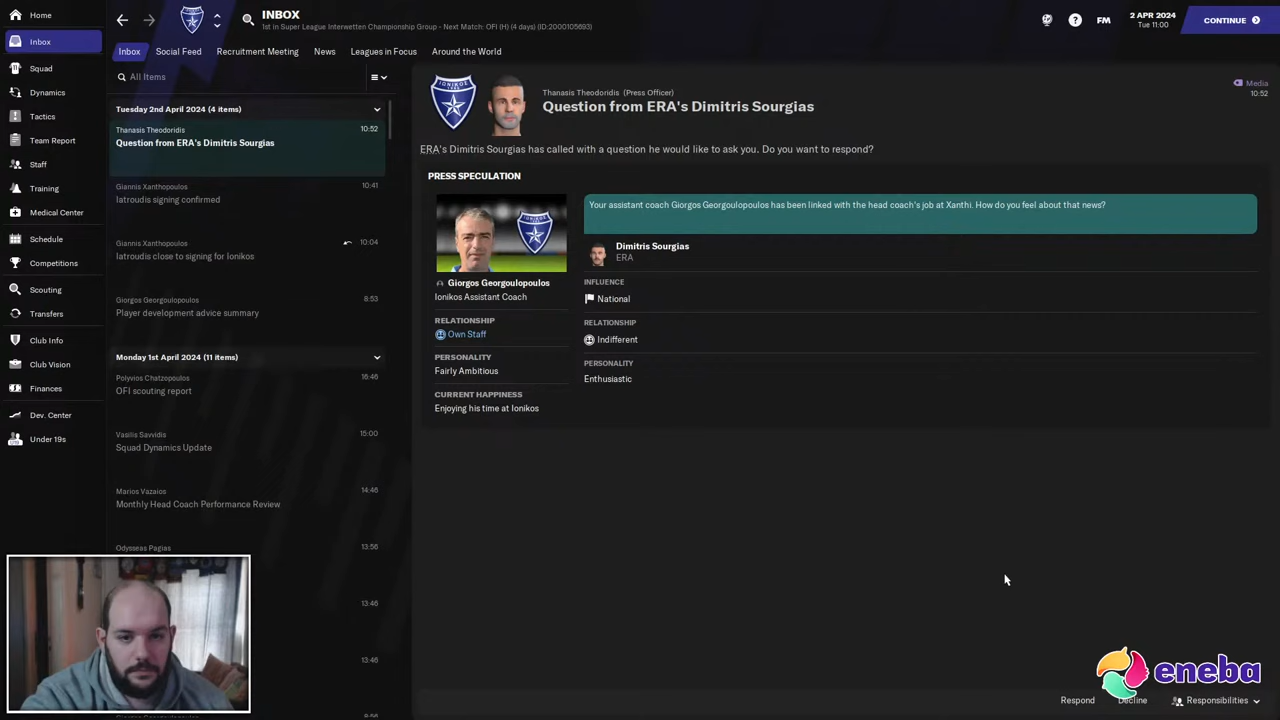 Home
INBOX
1st in Super League Interwetten Championship Group - Next Match: OFI (H) (4 days) (ID:2000105693)
FM
2 APR 2024
Tue 11:00
CONTINUE
Inbox
Squad
Dynamics
Tactics
Team Report
Staff
Training
Medical Center
Schedule
Competitions
Scouting
Transfers
Club Info
Club Vision
Finances
Dev. Center
Under 19s
Inbox
Social Feed
Recruitment Meeting
News
Leagues in Focus
Around the World
All Items
Tuesday 2nd April 2024 (4 items)
Thanasis Theodoridis
10:52
Question from ERA's Dimitris Sourgias
Giannis Xanthopoulos
10:41
Iatroudis signing confirmed
Giannis Xanthopoulos
10:04
Iatroudis close to signing for Ionikos
Giorgos Georgoulopoulos
8:53
Player development advice summary
Monday 1st April 2024 (11 items)
Polyvios Chatzopoulos
16:46
OFI scouting report
Vasilis Savvidis
15:00
Squad Dynamics Update
Marios Vazaios
14:46
Monthly Head Coach Performance Review
Odysseas Pagias
13:56
13:46
13:46
8:56
Thanasis Theodoridis (Press Officer)
Question from ERA's Dimitris Sourgias
Media
10:52
ERA's Dimitris Sourgias has called with a question he would like to ask you. Do you want to respond?
PRESS SPECULATION
Giorgos Georgoulopoulos
Ionikos Assistant Coach
RELATIONSHIP
Own Staff
PERSONALITY
Fairly Ambitious
CURRENT HAPPINESS
Enjoying his time at Ionikos
Your assistant coach Giorgos Georgoulopoulos has been linked with the head coach's job at Xanthi. How do you feel about that news?
Dimitris Sourgias
ERA
INFLUENCE
National
RELATIONSHIP
Indifferent
PERSONALITY
Enthusiastic
eneba
Respond
Decline
Responsibilities